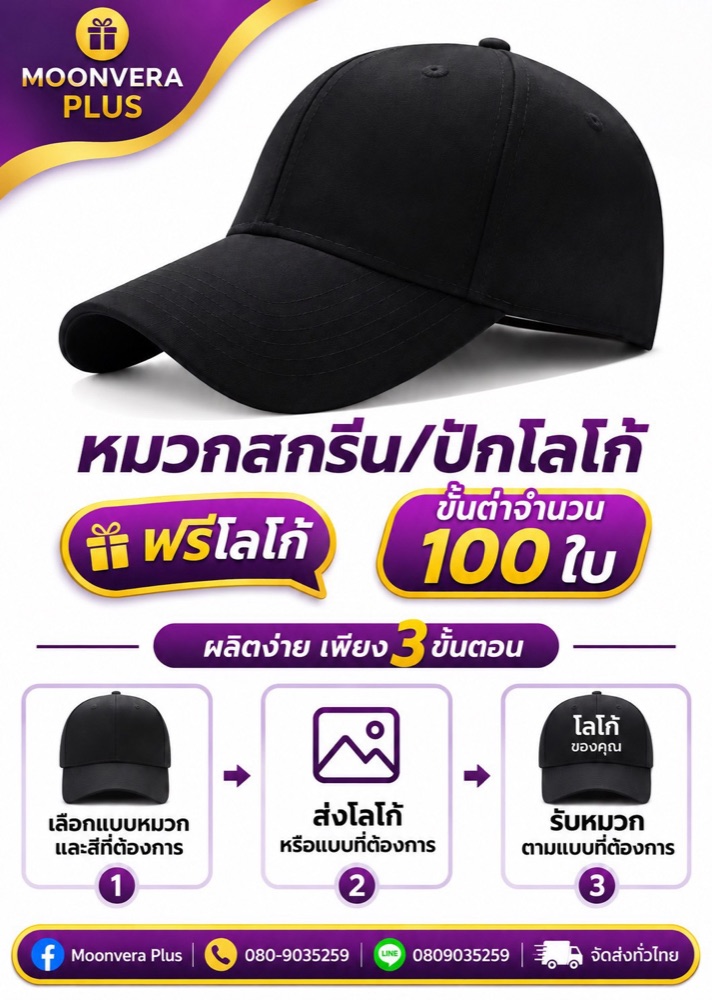 MOONVERA
PLUS
หมวกสกรีน/ปักโลโก้
ฟรีโลโก้
ขั้นต่ำจำนวน
100 ใบ
ผลิตง่าย เพียง 3 ขั้นตอน
เลือกแบบหมวก
และสีที่ต้องการ
1
ส่งโลโก้
หรือแบบที่ต้องการ
2
โลโก้
ของคุณ
รับหมวก
ตามแบบที่ต้องการ
3
Moonvera Plus 080-9035259 LINE 0809035259 จัดส่งทั่วไทย